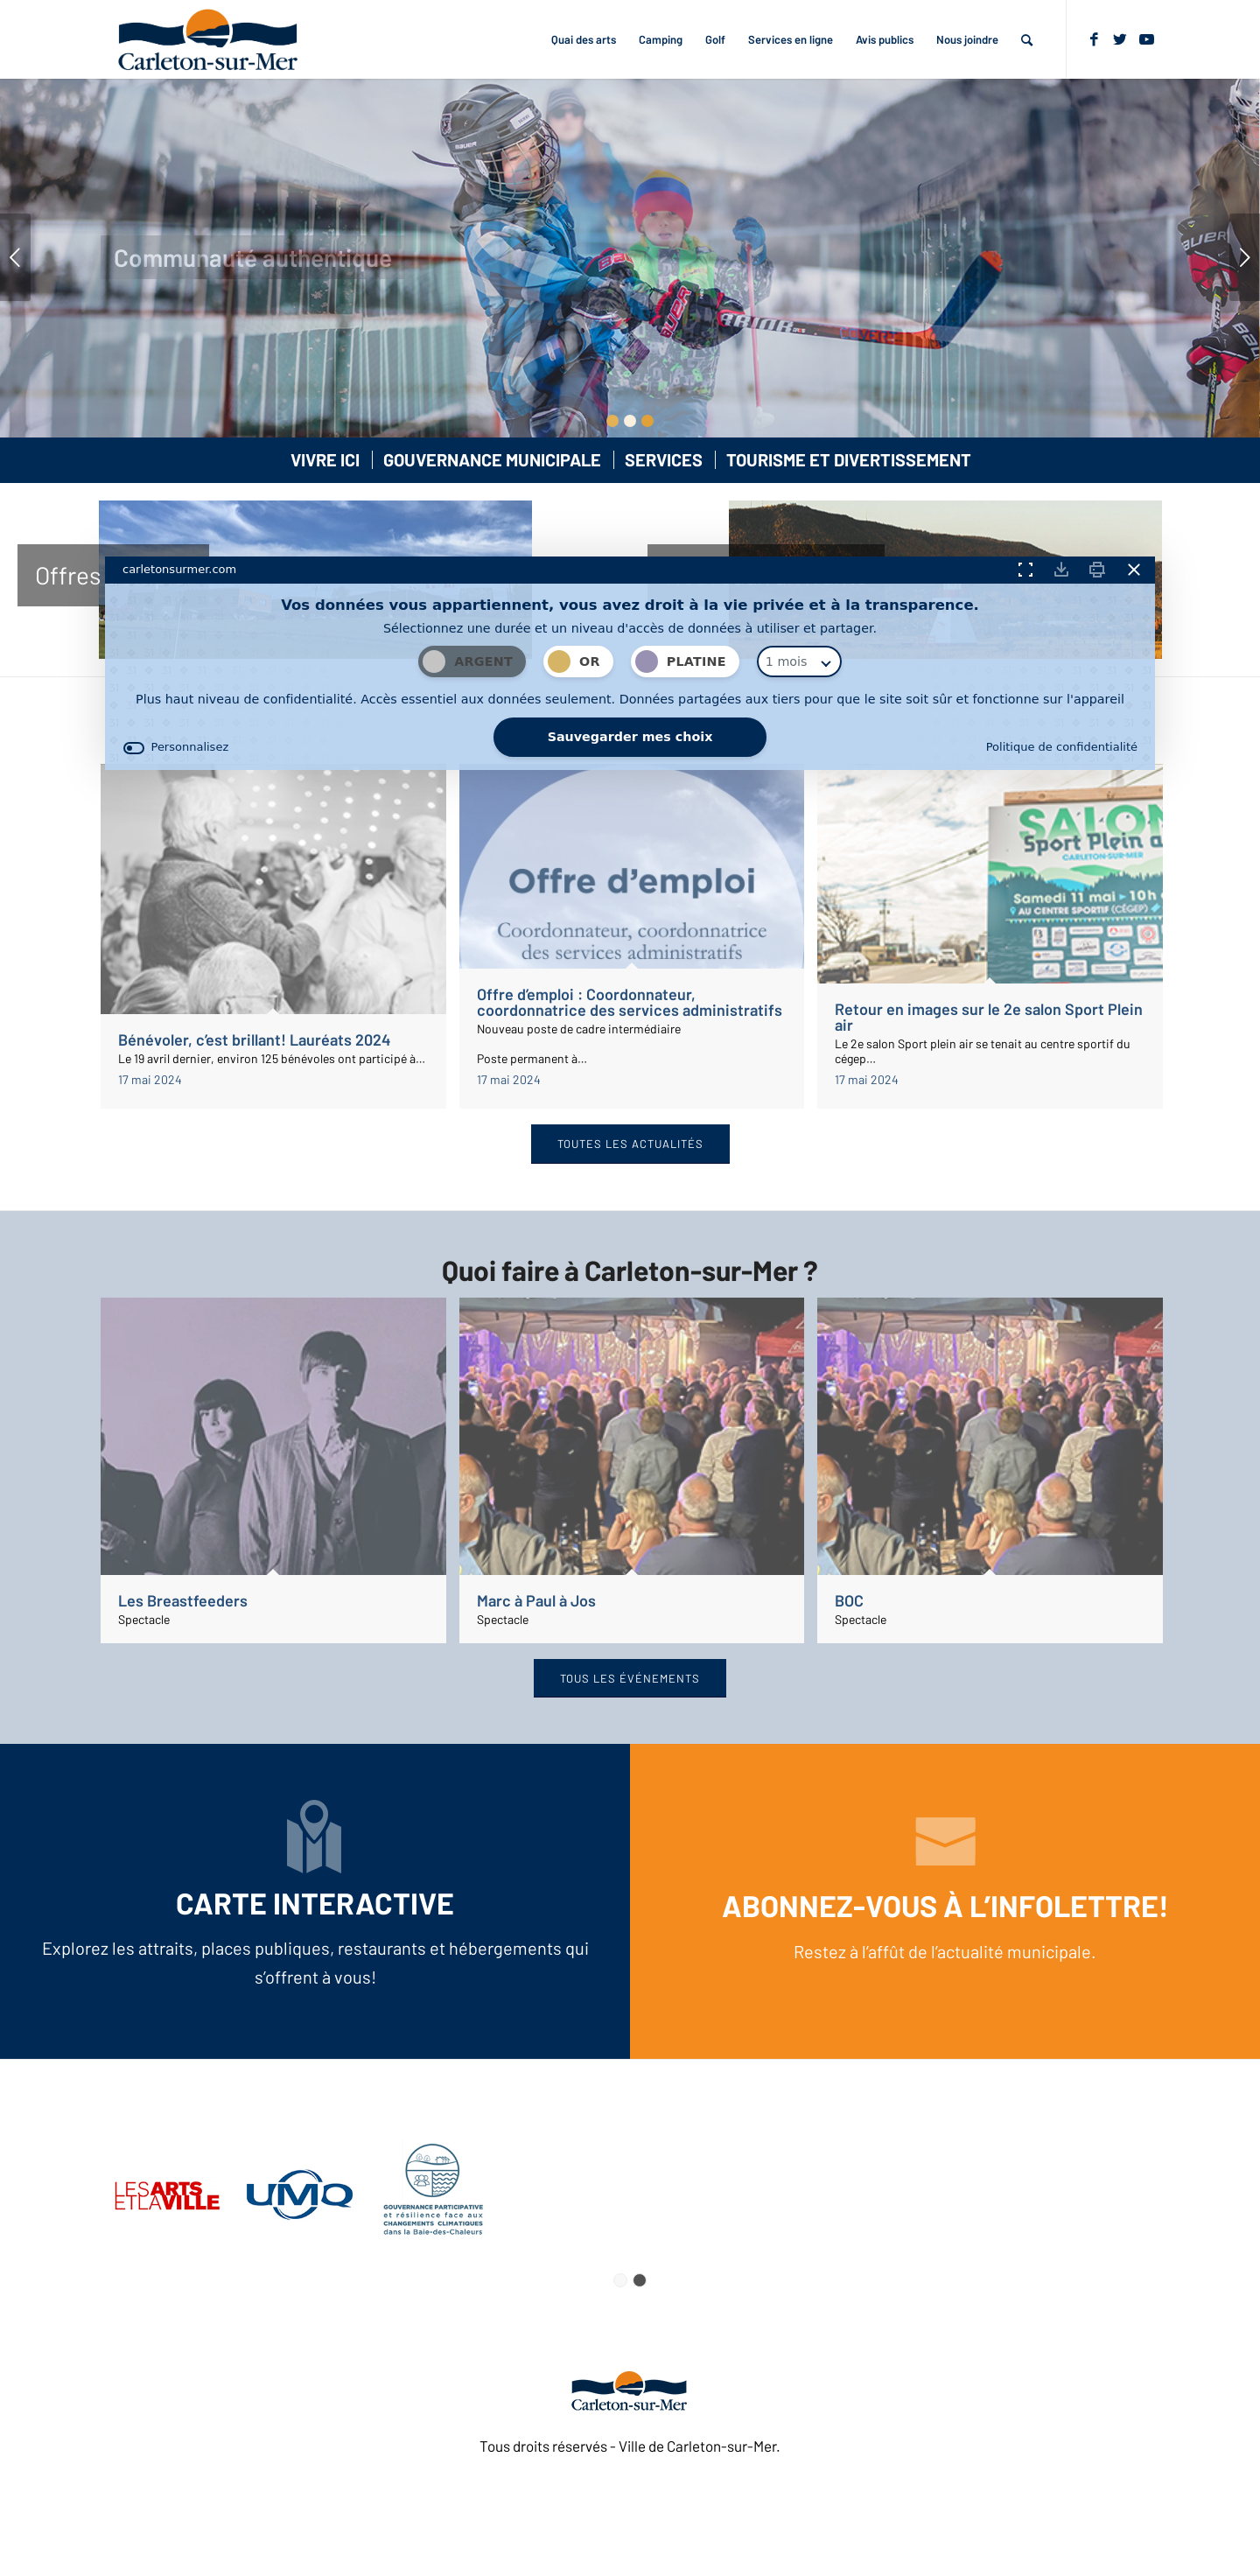 Carleton-sur-Mer
Quai des arts Camping Golf Services en ligne Avis publics Nous joindre
BAUER
Communauté authentique
BAUER
VIVRE ICI GOUVERNANCE MUNICIPALE SERVICES TOURISME ET DIVERTISSEMENT
Offres
carletonsurmer.com
Vos données vous appartiennent, vous avez droit à la vie privée et à la transparence.
Sélectionnez une durée et un niveau d'accès de données à utiliser et partager.
ARGENT OR PLATINE 1 mois
Plus haut niveau de confidentialité. Accès essentiel aux données seulement. Données partagées aux tiers pour que le site soit sûr et fonctionne sur l'appareil
Sauvegarder mes choix
Personnalisez
Politique de confidentialité
Offre d'emploi
Coordonnateur, coordonnatrice
des services administratifs
SALON
Sport Plein a
CARLETON-SUR-MER
Samedi 11 mai 10h
AU CENTRE SPORTIF (CÉGEP)
Bénévoler, c’est brillant! Lauréats 2024
Le 19 avril dernier, environ 125 bénévoles ont participé à...
17 mai 2024
Offre d’emploi : Coordonnateur,
coordonnatrice des services administratifs
Nouveau poste de cadre intermédiaire
Poste permanent à...
17 mai 2024
Retour en images sur le 2e salon Sport Plein
air
Le 2e salon Sport plein air se tenait au centre sportif du
cégep...
17 mai 2024
TOUTES LES ACTUALITÉS
Quoi faire à Carleton-sur-Mer ?
Les Breastfeeders
Spectacle
Marc à Paul à Jos
Spectacle
BOC
Spectacle
TOUS LES ÉVÉNEMENTS
CARTE INTERACTIVE
Explorez les attraits, places publiques, restaurants et hébergements qui
s’offrent à vous!
ABONNEZ-VOUS À L’INFOLETTRE!
Restez à l’affût de l’actualité municipale.
LES ARTS
ET LA VILLE
UMQ
GOUVERNANCE PARTICIPATIVE
et résilience face aux
CHANGEMENTS CLIMATIQUES
dans la Baie-des-Chaleurs
Carleton-sur-Mer
Tous droits réservés - Ville de Carleton-sur-Mer.